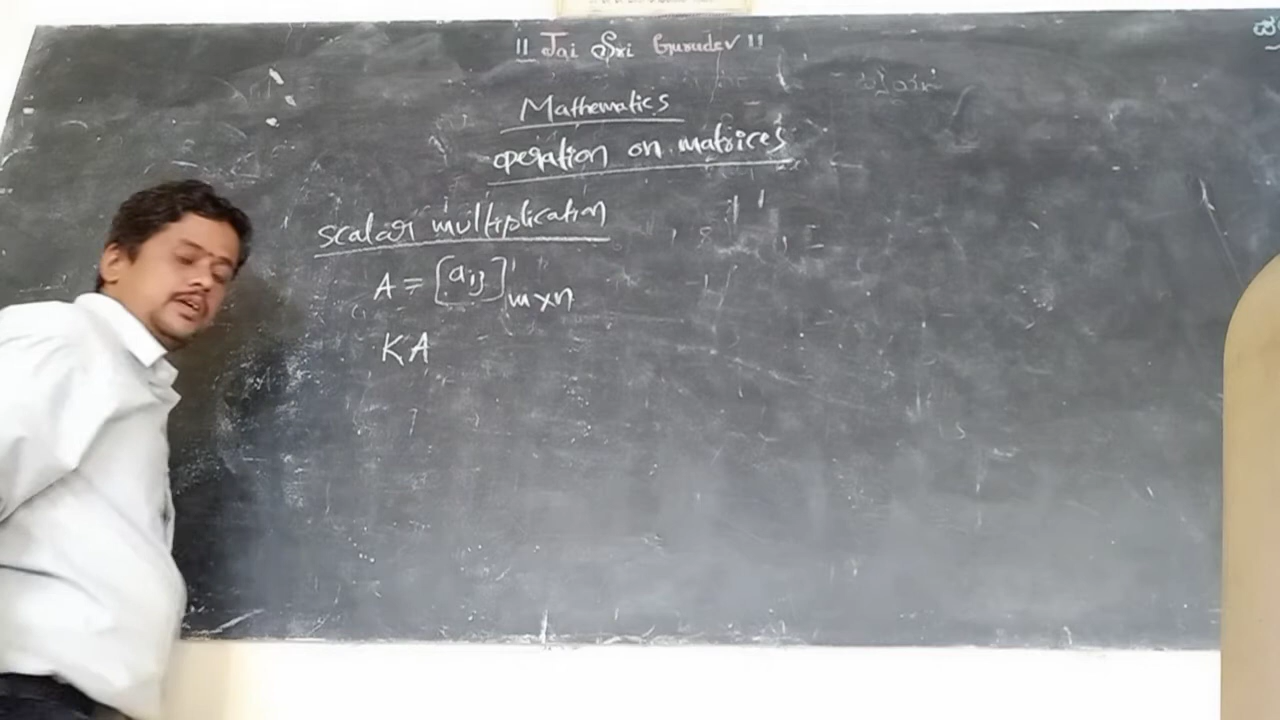 || Jai Sri Gurudev ||
Mathematics
operation on matrices
scalar multiplication
A = [aij]m×n
KA